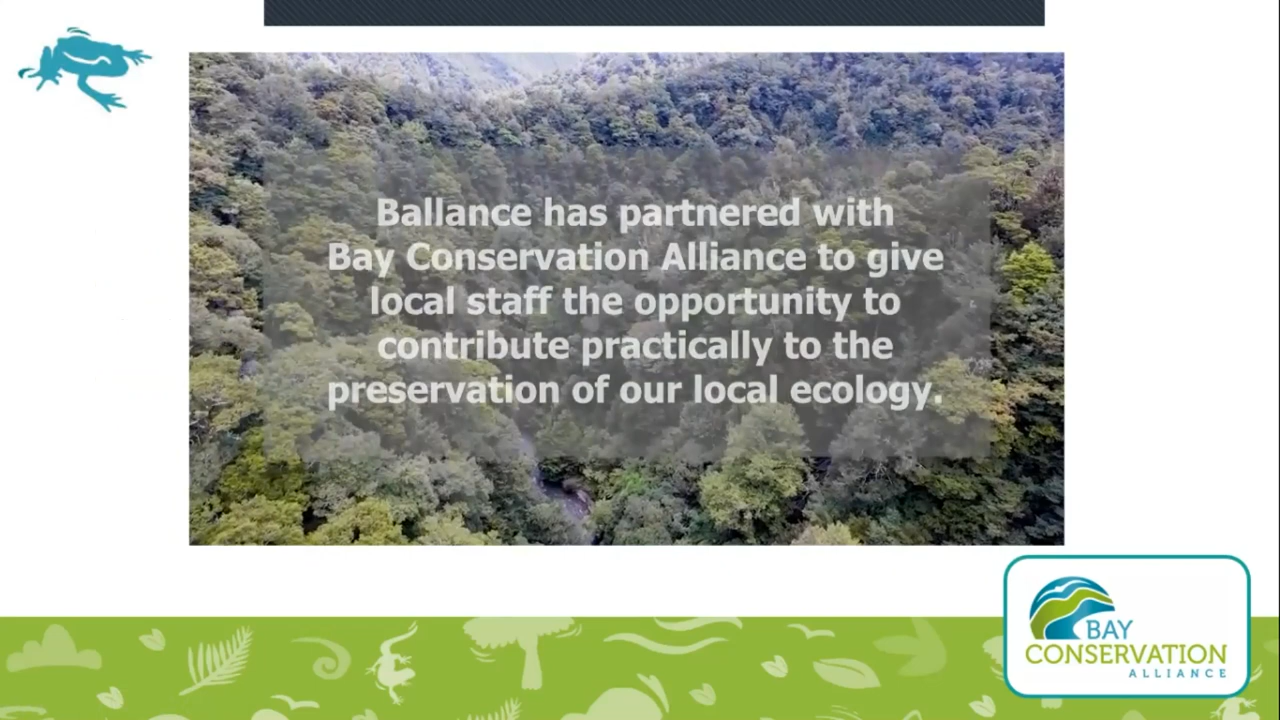 Ballance has partnered with
Bay Conservation Alliance to give
local staff the opportunity to
contribute practically to the
preservation of our local ecology.
BAY
CONSERVATION
ALLIANCE